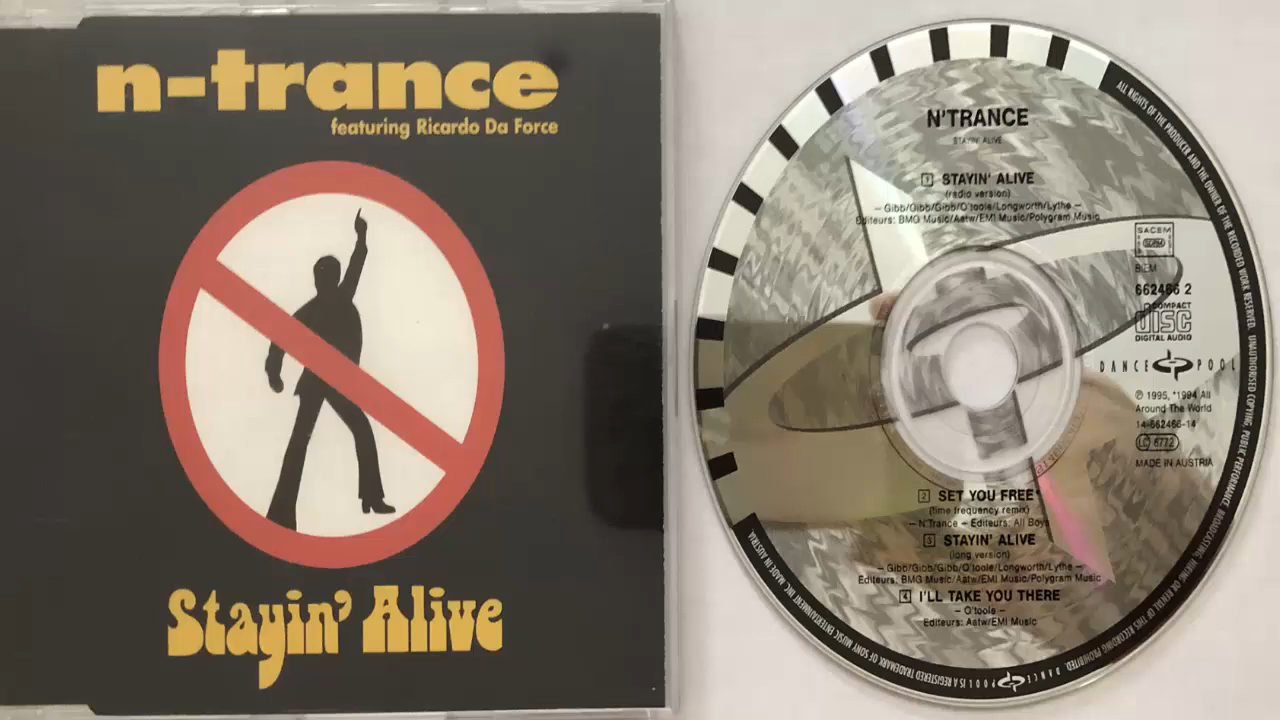 n-trance
featuring Ricardo Da Force
Stayin' Alive
N'TRANCE
STAYIN' ALIVE
1 STAYIN' ALIVE
(radio version)
– Gibb/Gibb/Gibb/O'toole/Longworth/Lythe –
Editeurs: BMG Music/Aatw/EMI Music/Polygram Music
SACEM
BIEM
662466 2
COMPACT
disc
DIGITAL AUDIO
DANCE POOL
℗ 1995, *1994 All
Around The World
14-662466-14
LC 6772
MADE IN AUSTRIA
2 SET YOU FREE*
(time frequency remix)
– N'Trance – Editeurs: All Boys
3 STAYIN' ALIVE
(long version)
– Gibb/Gibb/Gibb/O'toole/Longworth/Lythe –
Editeurs: BMG Music/Aatw/EMI Music/Polygram Music
4 I'LL TAKE YOU THERE
– O'toole –
Editeurs: Aatw/EMI Music
ALL RIGHTS OF THE PRODUCER AND THE OWNER OF THE RECORDED WORK RESERVED. UNAUTHORISED COPYING, PUBLIC PERFORMANCE, BROADCASTING, HIRING OR RENTAL OF THIS RECORDING PROHIBITED.
DANCE POOL IS A REGISTERED TRADEMARK OF SONY MUSIC ENTERTAINMENT INC. MADE IN AUSTRIA.